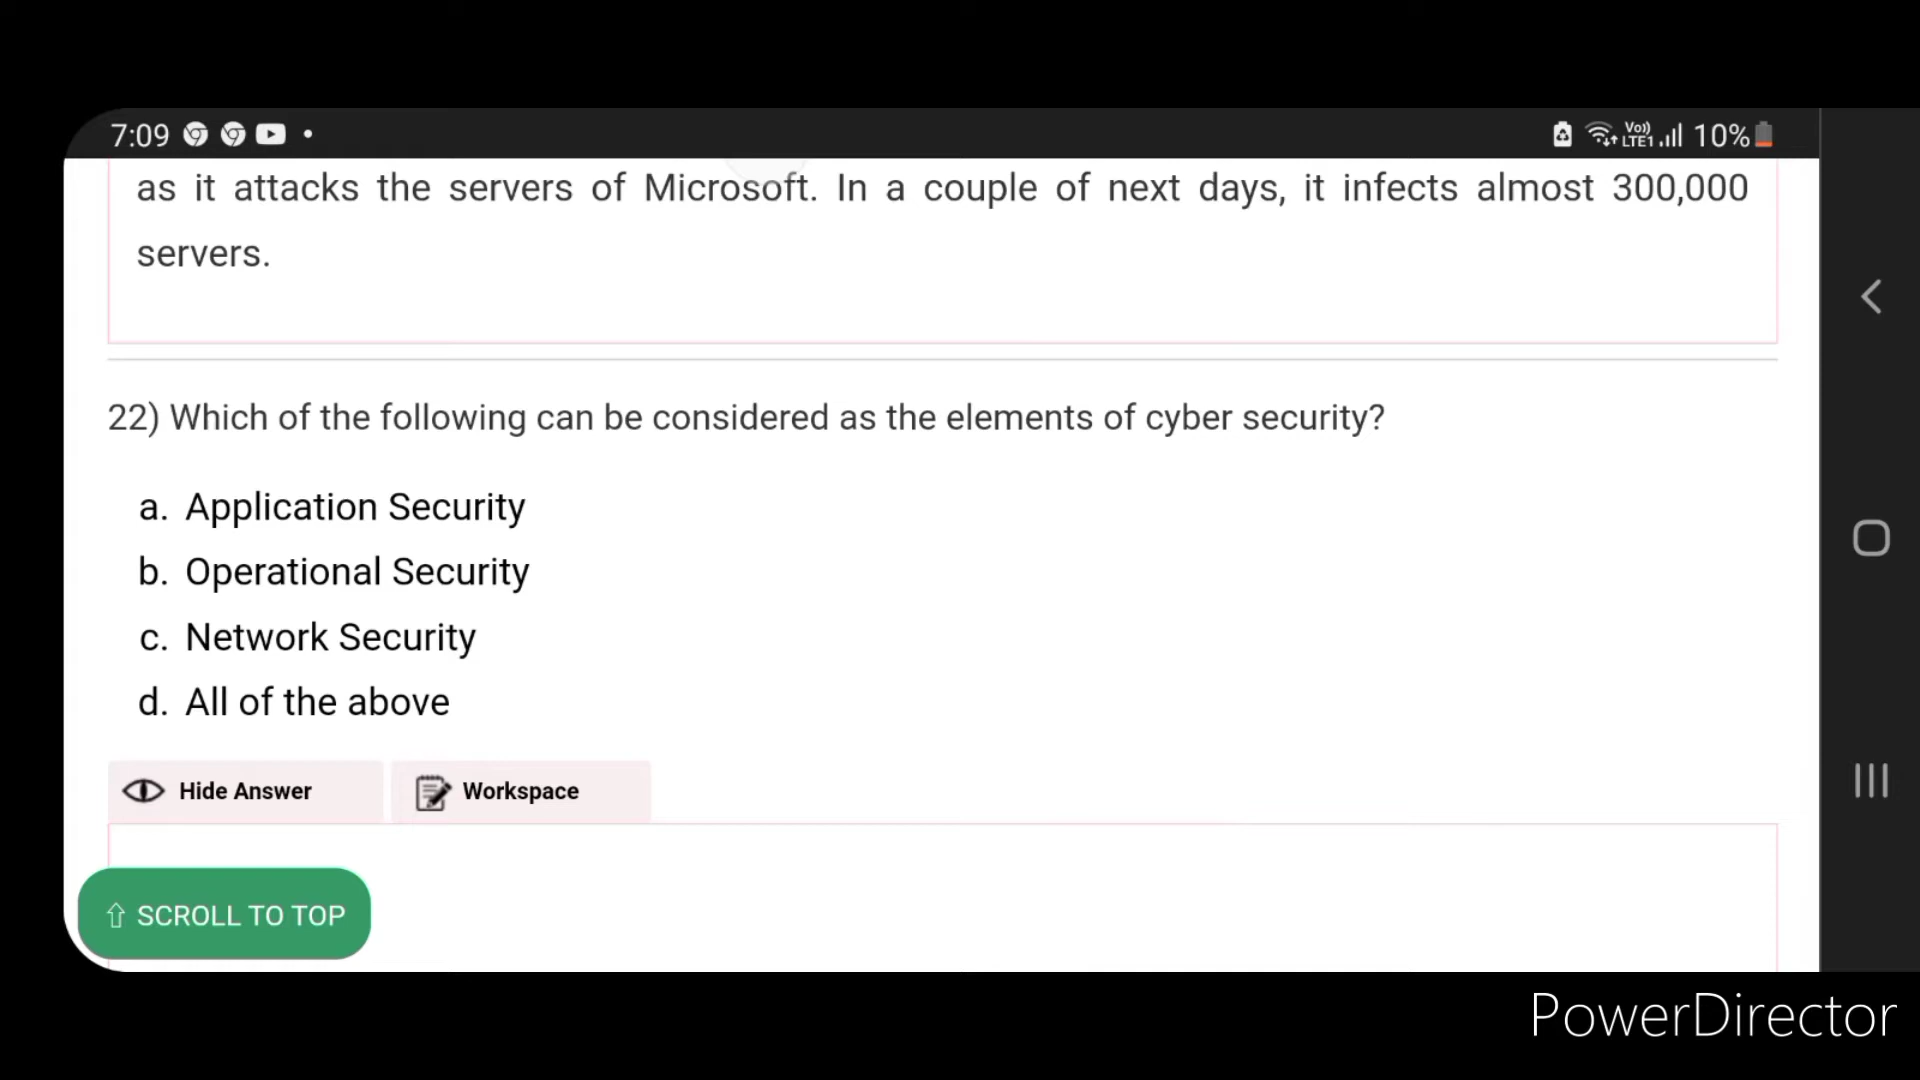 7:09 Vo) LTE1 10%
as it attacks the servers of Microsoft. In a couple of next days, it infects almost 300,000
servers.
22) Which of the following can be considered as the elements of cyber security?
a. Application Security
b. Operational Security
c. Network Security
d. All of the above
Hide Answer Workspace
⇧ SCROLL TO TOP
PowerDirector